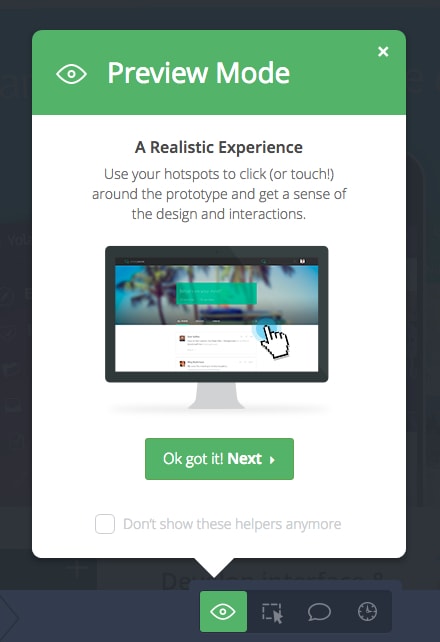 Preview Mode
×
A Realistic Experience
Use your hotspots to click (or touch!)
around the prototype and get a sense of
the design and interactions.
Ok got it! Next
Don't show these helpers anymore